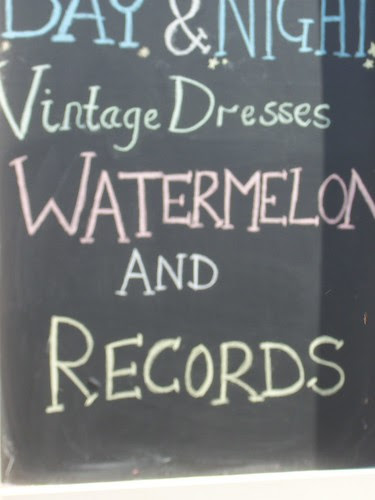 DAY & NIGHT
Vintage Dresses
WATERMELON
AND
RECORDS